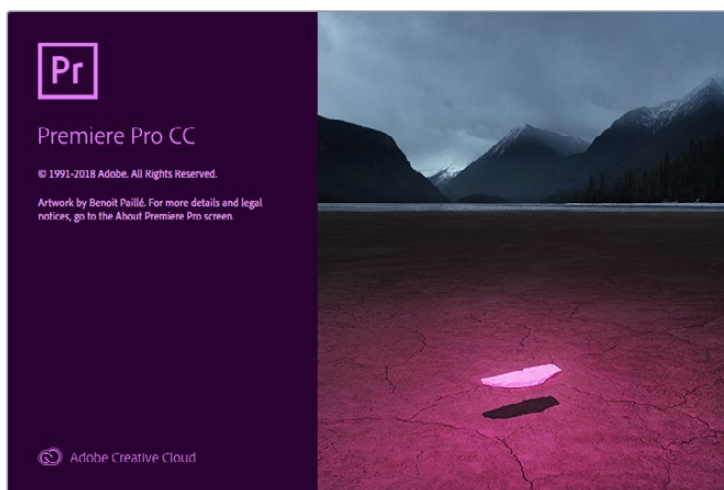 Pr
Premiere Pro CC
© 1991-2018 Adobe. All Rights Reserved.
Artwork by Benoit Paillé. For more details and legal
notices, go to the About Premiere Pro screen.
Adobe Creative Cloud